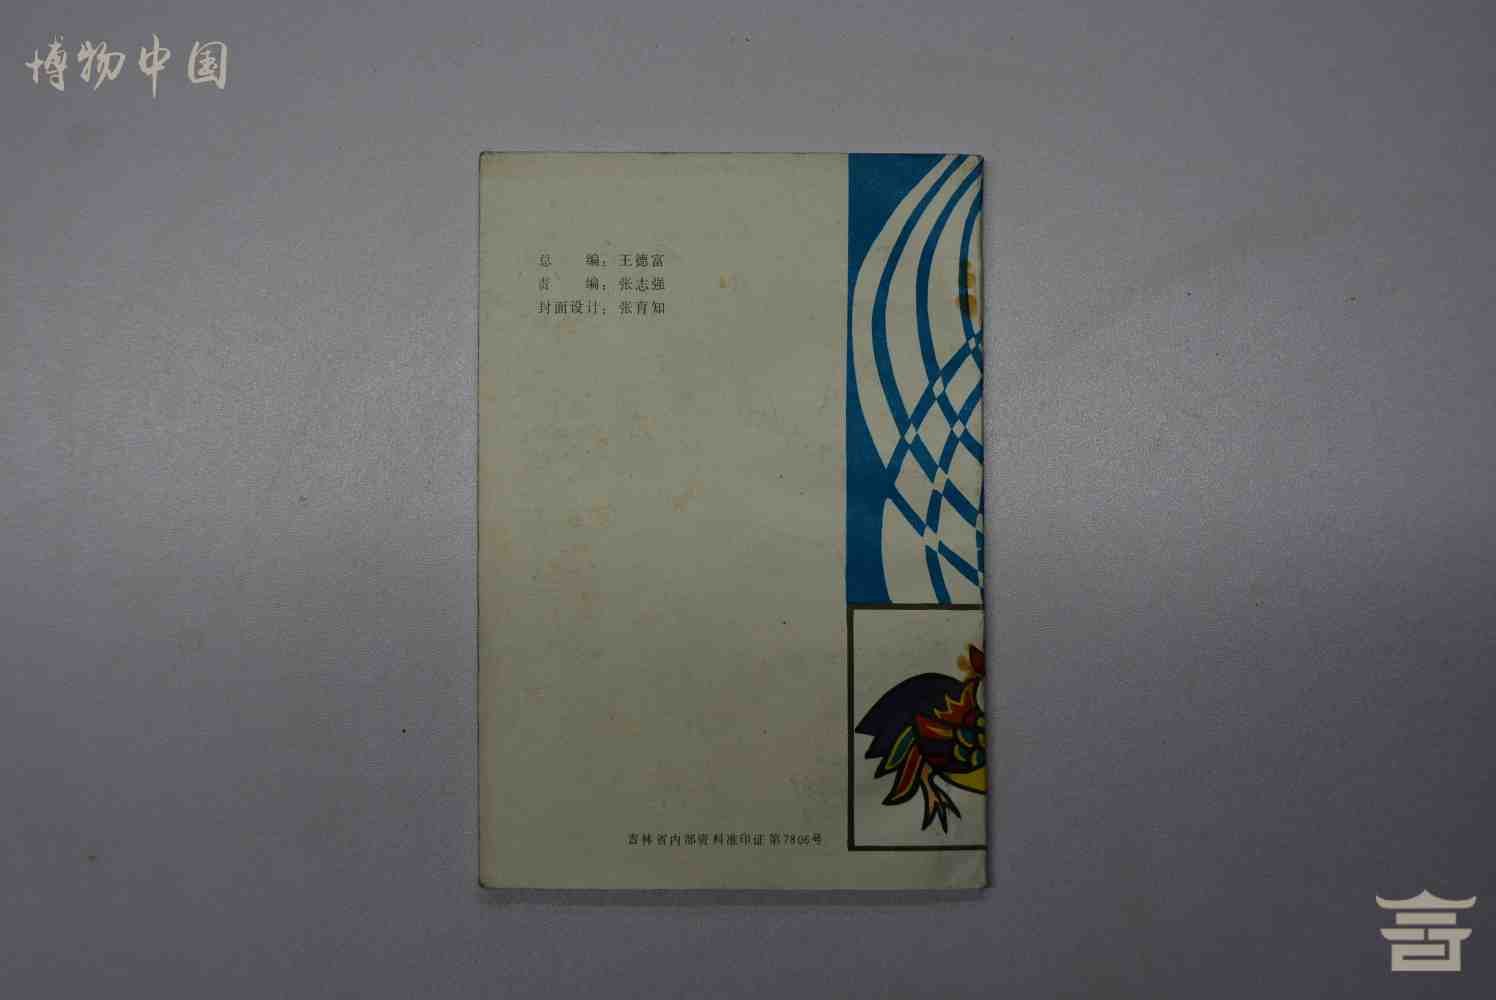 博物中国
总　　编：王德富
责　　编：张志强
封面设计：张育知
吉林省内部资料准印证第7806号